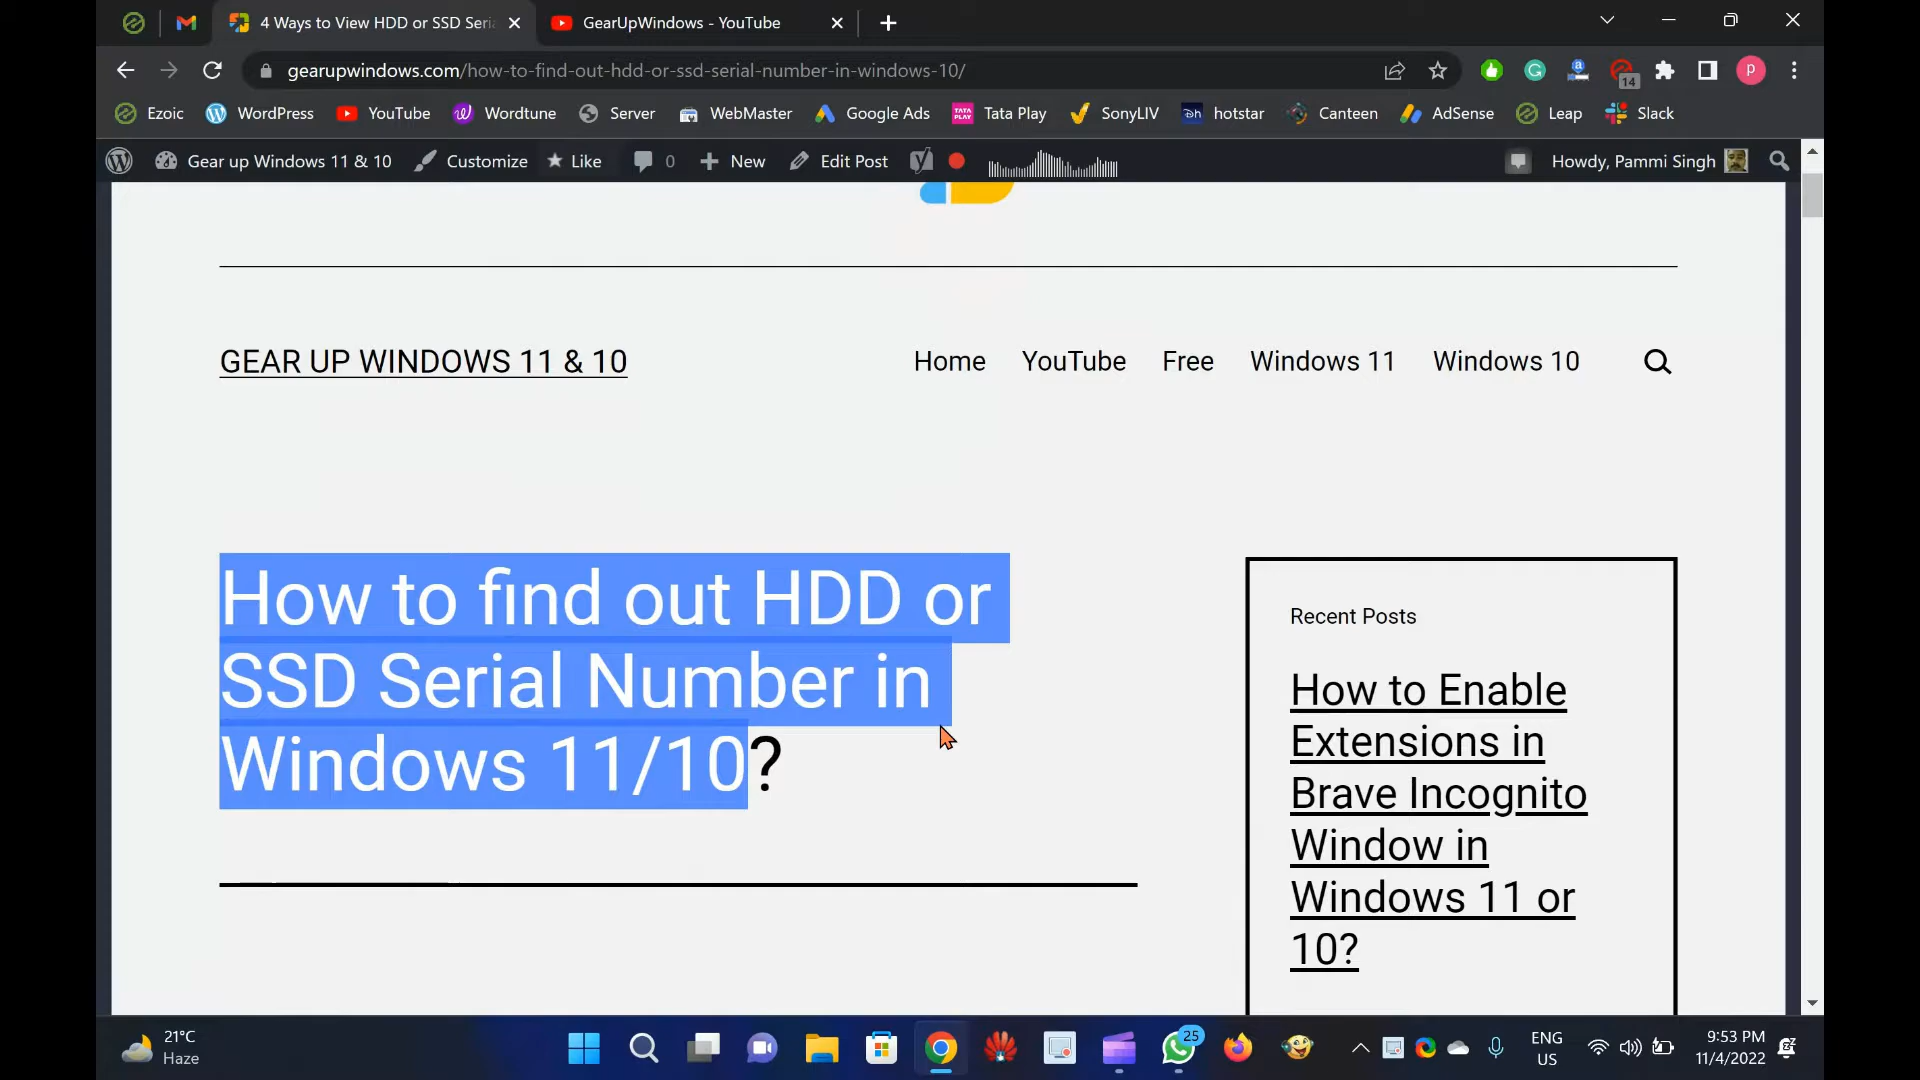 4 Ways to View HDD or SSD Seria
GearUpWindows - YouTube
gearupwindows.com/how-to-find-out-hdd-or-ssd-serial-number-in-windows-10/
14
P
Ezoic
WordPress
YouTube
Wordtune
Server
WebMaster
Google Ads
TATA PLAY
Tata Play
SonyLIV
hotstar
Canteen
AdSense
Leap
Slack
Gear up Windows 11 & 10
Customize
Like
0
New
Edit Post
Howdy, Pammi Singh
GEAR UP WINDOWS 11 & 10
Home
YouTube
Free
Windows 11
Windows 10
How to find out HDD or
SSD Serial Number in
Windows 11/10?
Recent Posts
How to Enable
Extensions in
Brave Incognito
Window in
Windows 11 or
10?
21°C
Haze
25
ENG
US
9:53 PM
11/4/2022